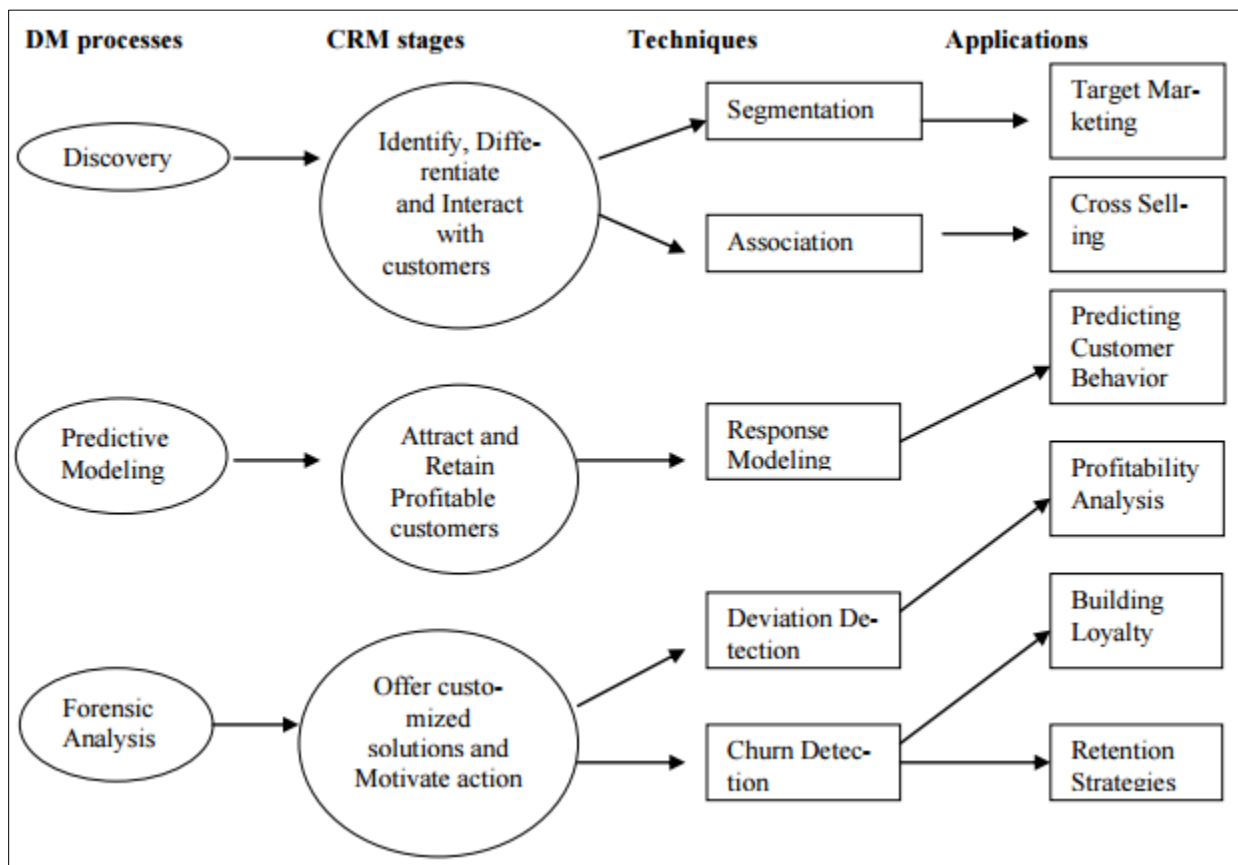 DM processes
CRM stages
Techniques
Applications
Discovery
Identify, Diffe-
rentiate
and Interact
with
customers
Segmentation
Target Mar-
keting
Association
Cross Sell-
ing
Predictive
Modeling
Attract and
Retain
Profitable
customers
Response
Modeling
Predicting
Customer
Behavior
Forensic
Analysis
Offer custo-
mized
solutions and
Motivate action
Deviation De-
tection
Profitability
Analysis
Churn Detec-
tion
Building
Loyalty
Retention
Strategies